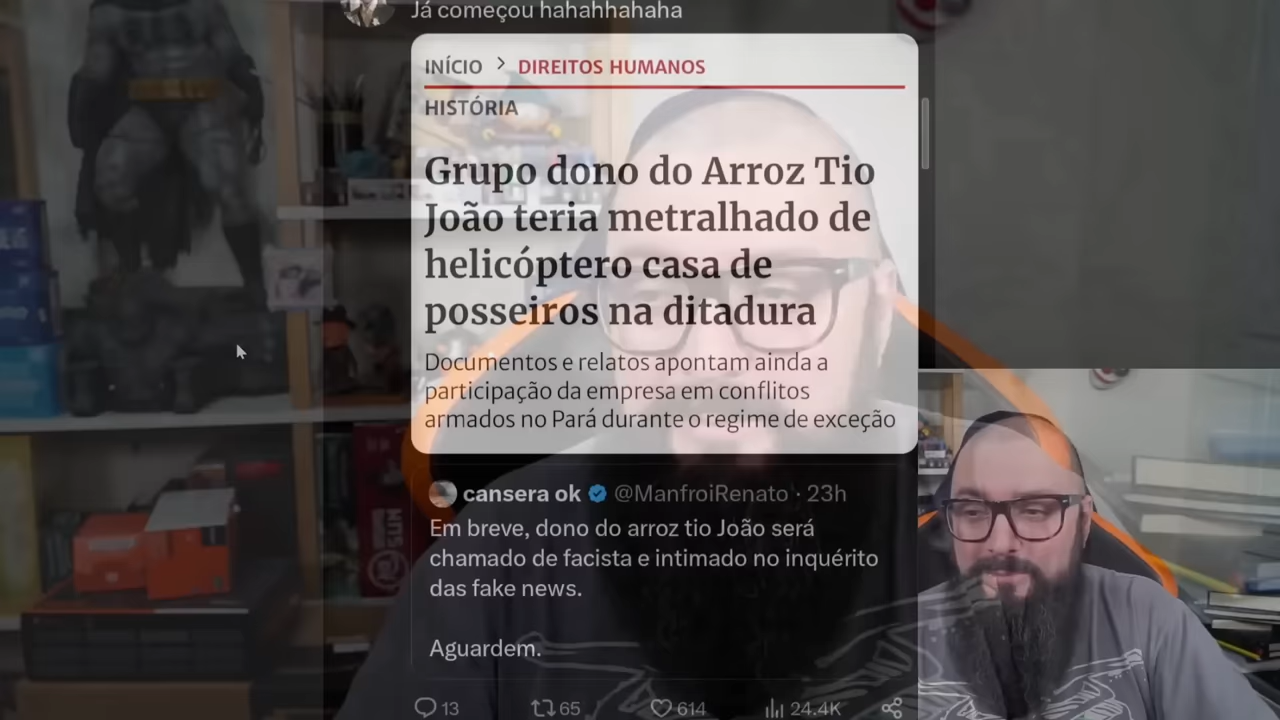 Já começou hahahhahaha
INÍCIO > DIREITOS HUMANOS
HISTÓRIA
Grupo dono do Arroz Tio
João teria metralhado de
helicóptero casa de
posseiros na ditadura
Documentos e relatos apontam ainda a
participação da empresa em conflitos
armados no Pará durante o regime de exceção
cansera ok @ManfroiRenato · 23h
Em breve, dono do arroz tio João será
chamado de facista e intimado no inquérito
das fake news.
Aguardem.
13 65 614 24.4K